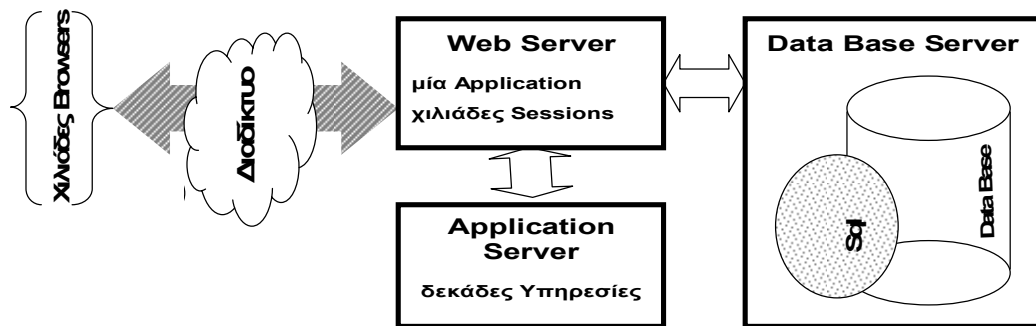 Χιλιάδες Browsers
Διαδίκτυο
Web Server
μία Application
χιλιάδες Sessions
Application
Server
δεκάδες Υπηρεσίες
Data Base Server
Sql
Data Base